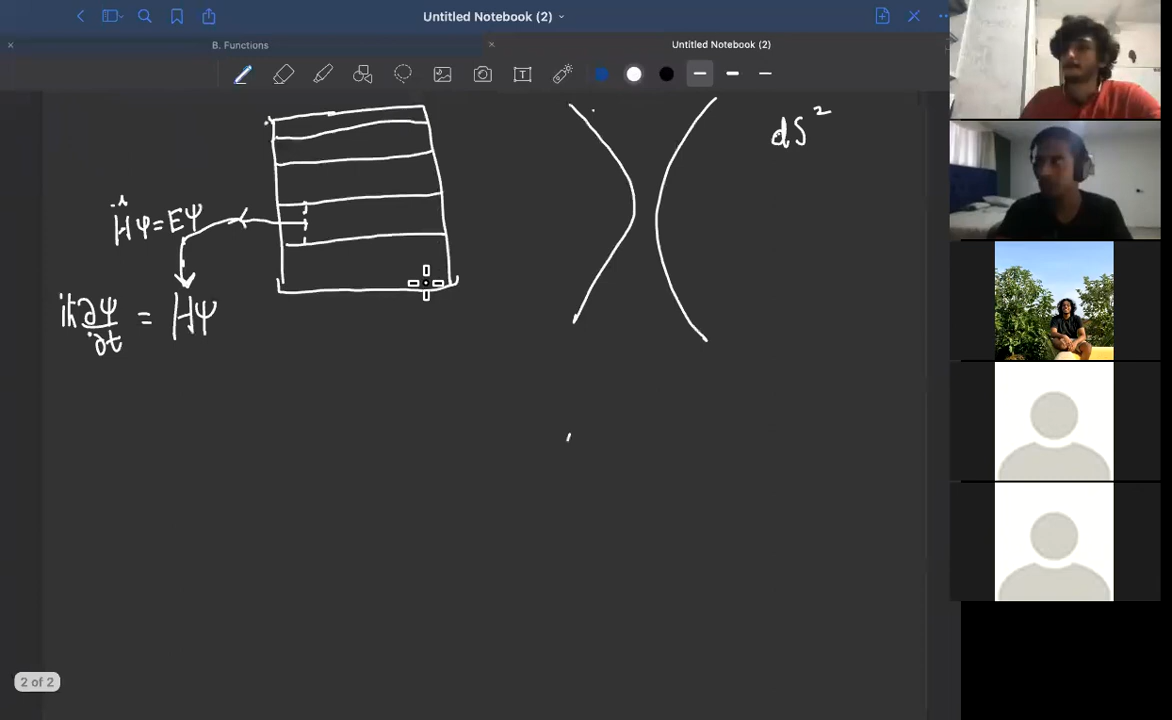 Untitled Notebook (2)
B. Functions
Untitled Notebook (2)
dS²
Ĥψ=Eψ
iħ ∂ψ/∂t = Hψ
2 of 2